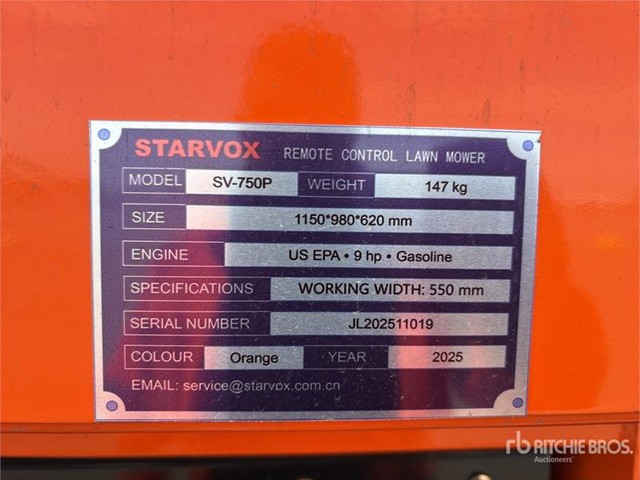 STARVOX REMOTE CONTROL LAWN MOWER
MODEL SV-750P WEIGHT 147 kg
SIZE 1150*980*620 mm
ENGINE US EPA • 9 hp • Gasoline
SPECIFICATIONS WORKING WIDTH: 550 mm
SERIAL NUMBER JL202511019
COLOUR Orange YEAR 2025
EMAIL: service@starvox.com.cn
rb RITCHIE BROS.
Auctioneers